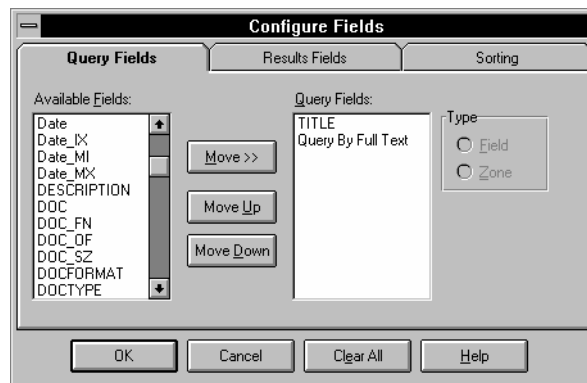 Configure Fields
Query Fields
Results Fields
Sorting
Available Fields:
Date
Date_IX
Date_MI
Date_MX
DESCRIPTION
DOC
DOC_FN
DOC_OF
DOC_SZ
DOCFORMAT
DOCTYPE
Move >>
Move Up
Move Down
Query Fields:
TITLE
Query By Full Text
Type
Field
Zone
OK
Cancel
Clear All
Help